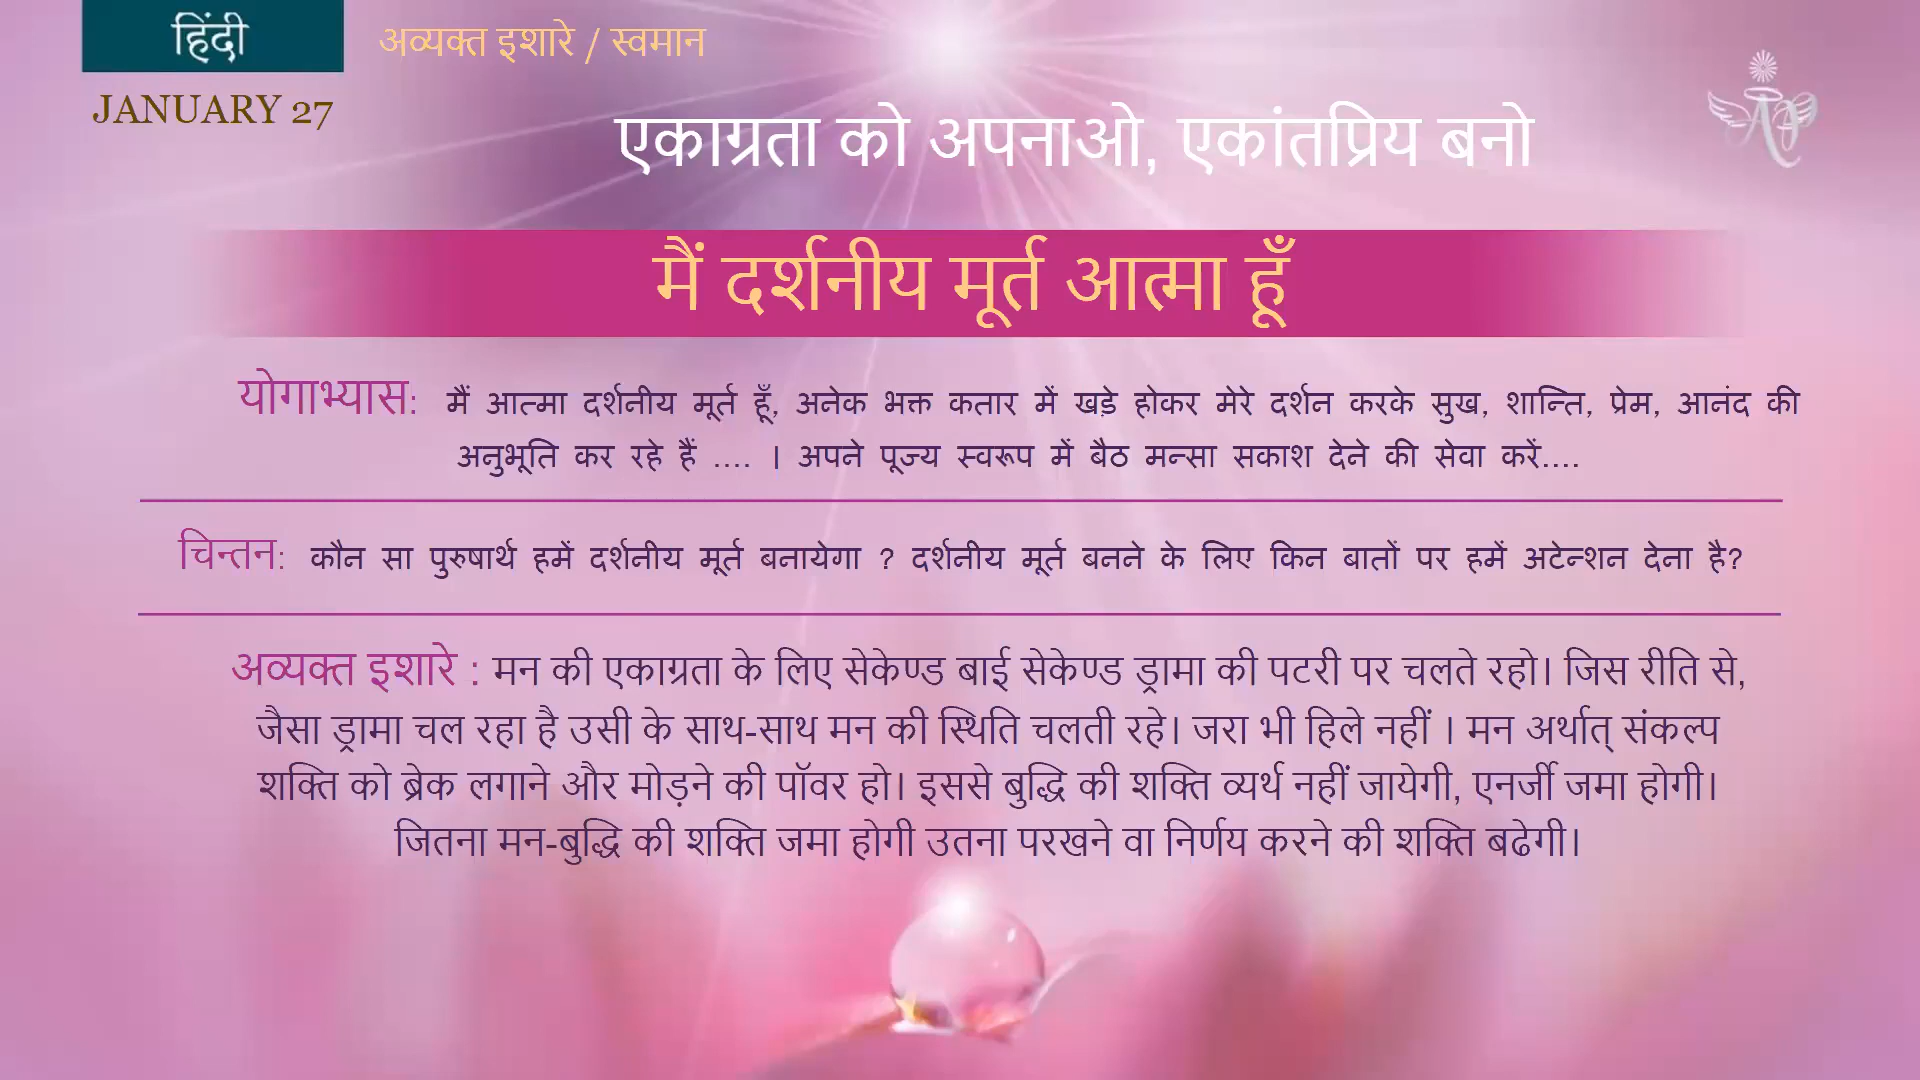 हिंदी
अव्यक्त इशारे / स्वमान
JANUARY 27
एकाग्रता को अपनाओ, एकांतप्रिय बनो
मैं दर्शनीय मूर्त आत्मा हूँ
योगाभ्यास: मैं आत्मा दर्शनीय मूर्त हूँ, अनेक भक्त कतार में खड़े होकर मेरे दर्शन करके सुख, शान्ति, प्रेम, आनंद की
अनुभूति कर रहे हैं .... । अपने पूज्य स्वरूप में बैठ मन्सा सकाश देने की सेवा करें....
चिन्तन: कौन सा पुरुषार्थ हमें दर्शनीय मूर्त बनायेगा ? दर्शनीय मूर्त बनने के लिए किन बातों पर हमें अटेन्शन देना है?
अव्यक्त इशारे : मन की एकाग्रता के लिए सेकेण्ड बाई सेकेण्ड ड्रामा की पटरी पर चलते रहो। जिस रीति से,
जैसा ड्रामा चल रहा है उसी के साथ-साथ मन की स्थिति चलती रहे। जरा भी हिले नहीं । मन अर्थात् संकल्प
शक्ति को ब्रेक लगाने और मोड़ने की पॉवर हो। इससे बुद्धि की शक्ति व्यर्थ नहीं जायेगी, एनर्जी जमा होगी।
जितना मन-बुद्धि की शक्ति जमा होगी उतना परखने वा निर्णय करने की शक्ति बढेगी।